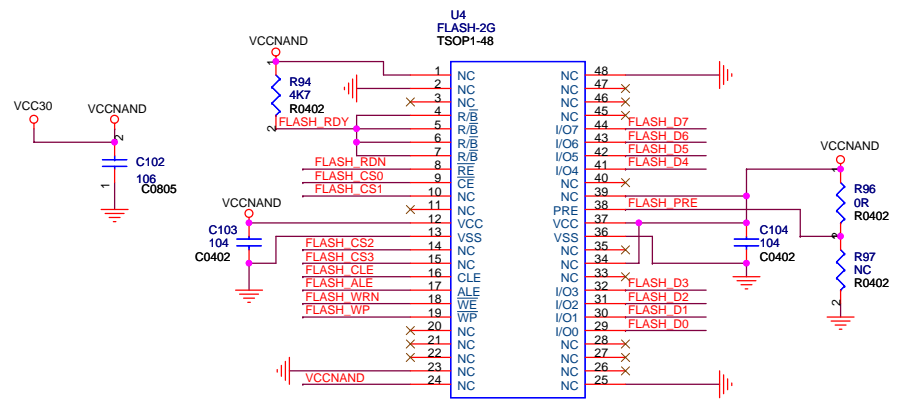 U4
FLASH-2G
TSOP1-48
VCCNAND
1
R94
4K7
R0402
2
FLASH_RDY
VCC30
VCCNAND
2
C102
106
C0805
1
FLASH_RDN
FLASH_CS0
FLASH_CS1
VCCNAND
C103
104
C0402
FLASH_CS2
FLASH_CS3
FLASH_CLE
FLASH_ALE
FLASH_WRN
FLASH_WP
VCCNAND
1 NC
2 NC
3 NC
4 R/B
5 R/B
6 R/B
7 R/B
8 RE
9 CE
10 NC
11 NC
12 VCC
13 VSS
14 NC
15 NC
16 CLE
17 ALE
18 WE
19 WP
20 NC
21 NC
22 NC
23 NC
24 NC
NC 48
NC 47
NC 46
NC 45
I/O7 44 FLASH_D7
I/O6 43 FLASH_D6
I/O5 42 FLASH_D5
I/O4 41 FLASH_D4
NC 40
NC 39
PRE 38 FLASH_PRE
VCC 37
VSS 36
NC 35
NC 34
NC 33
I/O3 32 FLASH_D3
I/O2 31 FLASH_D2
I/O1 30 FLASH_D1
I/O0 29 FLASH_D0
NC 28
NC 27
NC 26
NC 25
VCCNAND
1
R96
0R
R0402
2
C104
104
C0402
R97
NC
R0402
2